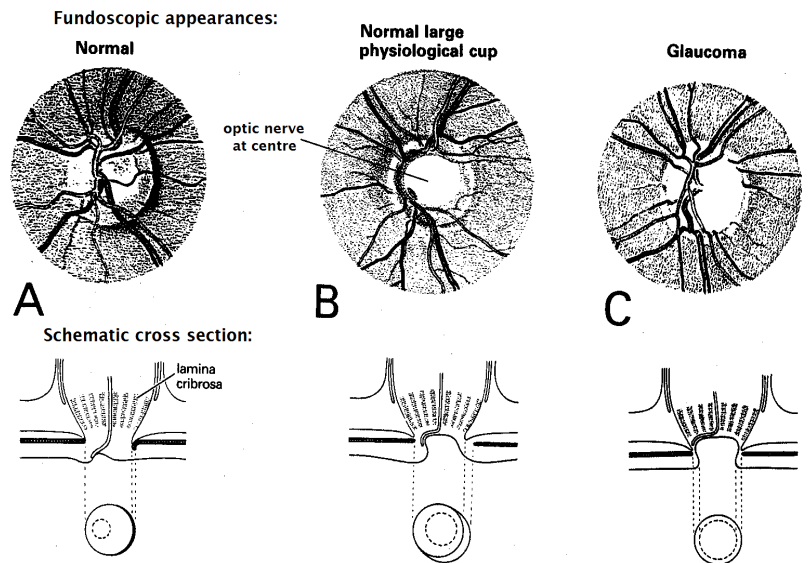 Fundoscopic appearances:
Normal
Normal large
physiological cup
Glaucoma
optic nerve
at centre
A
B
C
Schematic cross section:
lamina
cribrosa